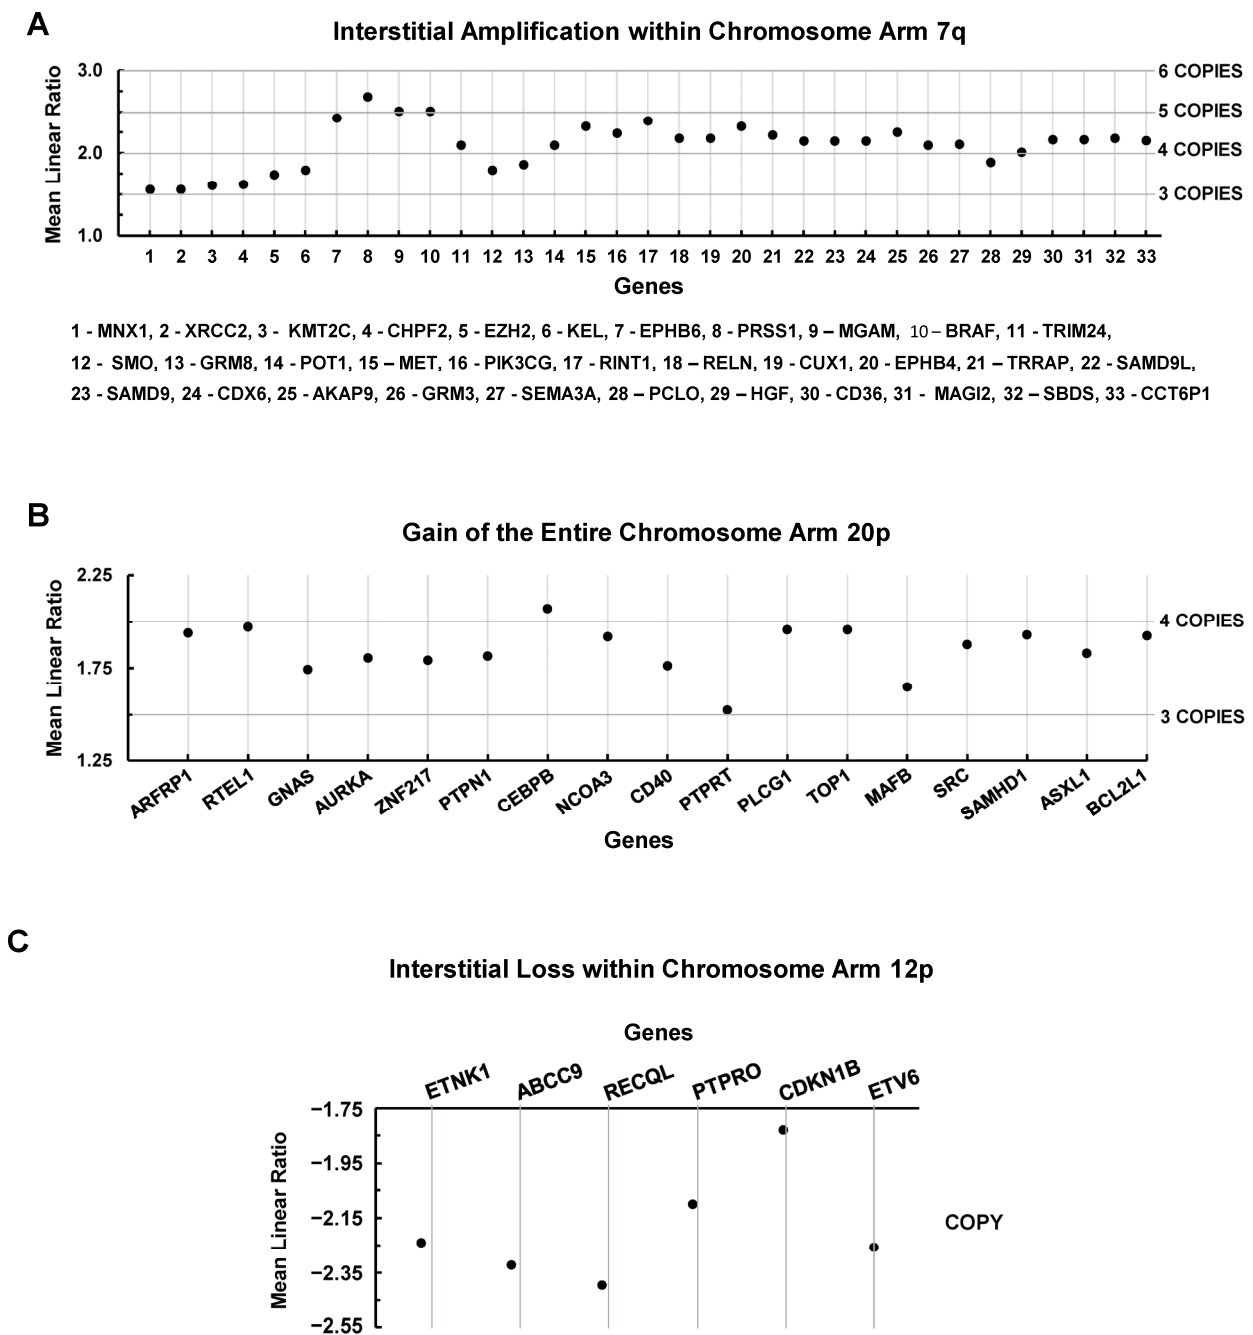 A
Interstitial Amplification within Chromosome Arm 7q
Mean Linear Ratio
3.0
2.0
1.0
6 COPIES
5 COPIES
4 COPIES
3 COPIES
1 2 3 4 5 6 7 8 9 10 11 12 13 14 15 16 17 18 19 20 21 22 23 24 25 26 27 28 29 30 31 32 33
Genes
1 - MNX1, 2 - XRCC2, 3 - KMT2C, 4 - CHPF2, 5 - EZH2, 6 - KEL, 7 - EPHB6, 8 - PRSS1, 9 – MGAM, 10 – BRAF, 11 - TRIM24,
12 - SMO, 13 - GRM8, 14 - POT1, 15 – MET, 16 - PIK3CG, 17 - RINT1, 18 – RELN, 19 - CUX1, 20 - EPHB4, 21 – TRRAP, 22 - SAMD9L,
23 - SAMD9, 24 - CDX6, 25 - AKAP9, 26 - GRM3, 27 - SEMA3A, 28 – PCLO, 29 – HGF, 30 - CD36, 31 - MAGI2, 32 – SBDS, 33 - CCT6P1
B
Gain of the Entire Chromosome Arm 20p
Mean Linear Ratio
2.25
1.75
1.25
4 COPIES
3 COPIES
ARFRP1 RTEL1 GNAS AURKA ZNF217 PTPN1 CEBPB NCOA3 CD40 PTPRT PLCG1 TOP1 MAFB SRC SAMHD1 ASXL1 BCL2L1
Genes
C
Interstitial Loss within Chromosome Arm 12p
Genes
ETNK1 ABCC9 RECQL PTPRO CDKN1B ETV6
Mean Linear Ratio
−1.75
−1.95
−2.15
−2.35
−2.55
COPY